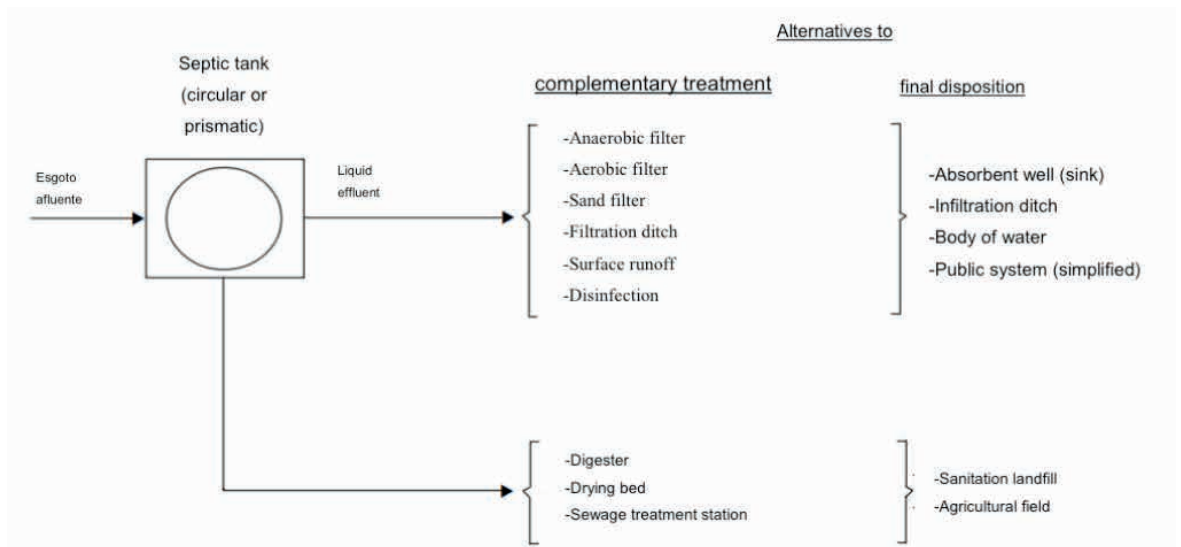 Alternatives to
Septic tank
(circular or
prismatic)
complementary treatment
final disposition
Esgoto
afluente
Liquid
effluent
-Anaerobic filter
-Aerobic filter
-Sand filter
-Filtration ditch
-Surface runoff
-Disinfection
-Absorbent well (sink)
-Infiltration ditch
-Body of water
-Public system (simplified)
-Digester
-Drying bed
-Sewage treatment station
-Sanitation landfill
-Agricultural field